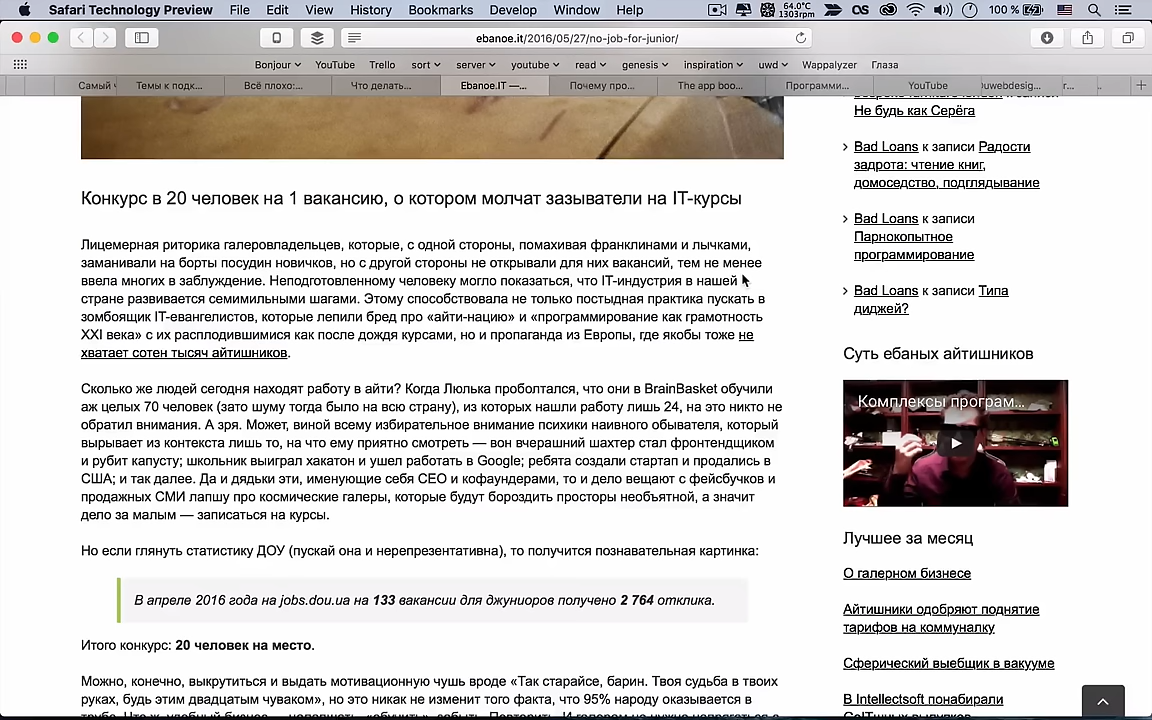 Safari Technology Preview File Edit View History Bookmarks Develop Window Help 64.0°C 1303rpm 100 %
ebanoe.it/2016/05/27/no-job-for-junior/
Bonjour YouTube Trello sort server youtube read genesis inspiration uwd Wappalyzer Глаза
Самый Темы к подк... Всё плохо:... Что делать... Ebanoe.IT —... Почему про... The app boo... Программи... YouTube uwebdesig... r...
Не будь как Серёга
Bad Loans к записи Радости
задрота: чтение книг,
домоседство, подглядывание
Bad Loans к записи
Парнокопытное
программирование
Bad Loans к записи Типа
диджей?
Конкурс в 20 человек на 1 вакансию, о котором молчат зазыватели на IT-курсы
Лицемерная риторика галеровладельцев, которые, с одной стороны, помахивая франклинами и лычками,
заманивали на борты посудин новичков, но с другой стороны не открывали для них вакансий, тем не менее
ввела многих в заблуждение. Неподготовленному человеку могло показаться, что IT-индустрия в нашей
стране развивается семимильными шагами. Этому способствовала не только постыдная практика пускать в
зомбоящик IT-евангелистов, которые лепили бред про «айти-нацию» и «программирование как грамотность
XXI века» с их расплодившимися как после дождя курсами, но и пропаганда из Европы, где якобы тоже не
хватает сотен тысяч айтишников.
Сколько же людей сегодня находят работу в айти? Когда Люлька проболтался, что они в BrainBasket обучили
аж целых 70 человек (зато шуму тогда было на всю страну), из которых нашли работу лишь 24, на это никто не
обратил внимания. А зря. Может, виной всему избирательное внимание психики наивного обывателя, который
вырывает из контекста лишь то, на что ему приятно смотреть — вон вчерашний шахтер стал фронтендщиком
и рубит капусту; школьник выиграл хакатон и ушел работать в Google; ребята создали стартап и продались в
США; и так далее. Да и дядьки эти, именующие себя CEO и кофаундерами, то и дело вещают с фейсбучков и
продажных СМИ лапшу про космические галеры, которые будут бороздить просторы необъятной, а значит
дело за малым — записаться на курсы.
Но если глянуть статистику ДОУ (пускай она и нерепрезентативна), то получится познавательная картинка:
В апреле 2016 года на jobs.dou.ua на 133 вакансии для джуниоров получено 2 764 отклика.
Итого конкурс: 20 человек на место.
Можно, конечно, выкрутиться и выдать мотивационную чушь вроде «Так старайсе, барин. Твоя судьба в твоих
руках, будь этим двадцатым чуваком», но это никак не изменит того факта, что 95% народу оказывается в
Суть ебаных айтишников
Комплексы програм...
Лучшее за месяц
О галерном бизнесе
Айтишники одобряют поднятие
тарифов на коммуналку
Сферический выебщик в вакууме
В Intellectsoft понабирали